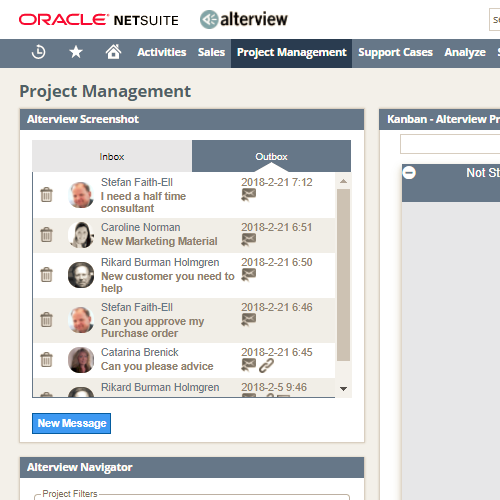 ORACLE NETSUITE alterview
Activities Sales Project Management Support Cases Analyze
Project Management
Alterview Screenshot
Kanban - Alterview Pr
Inbox Outbox
Not St
Stefan Faith-Ell 2018-2-21 7:12
I need a half time
consultant
Caroline Norman 2018-2-21 6:51
New Marketing Material
Rikard Burman Holmgren 2018-2-21 6:50
New customer you need to
help
Stefan Faith-Ell 2018-2-21 6:46
Can you approve my
Purchase order
Catarina Brenick 2018-2-21 6:45
Can you please advice
Rikard Burman Holmgren 2018-2-5 9:46
New Message
Alterview Navigator
Project Filters